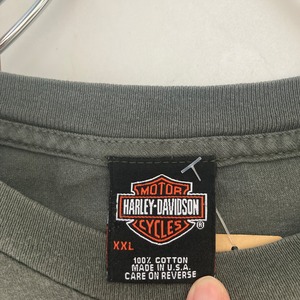 MOTOR
HARLEY-DAVIDSON
CYCLES
®
XXL
100% COTTON
MADE IN U.S.A.
CARE ON REVERSE